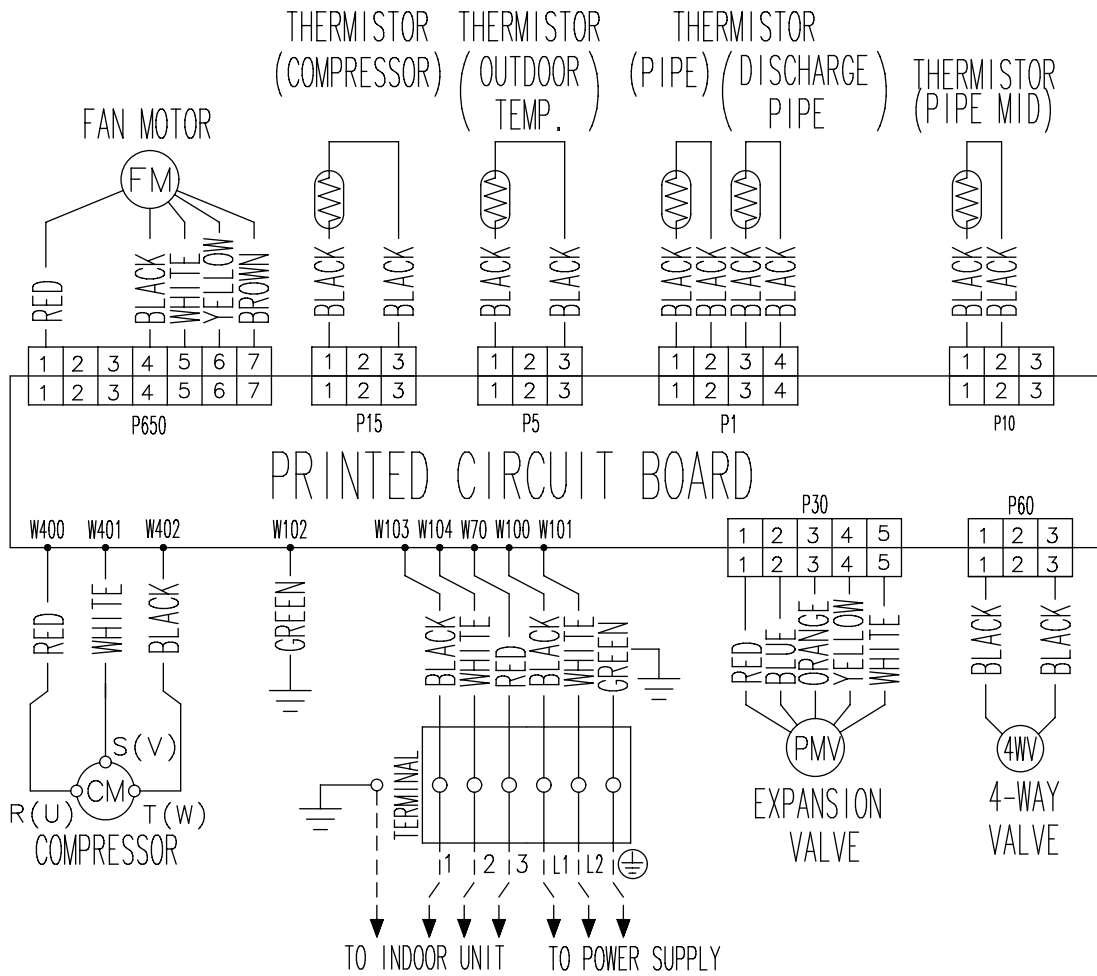 THERMISTOR
(COMPRESSOR)
THERMISTOR
(OUTDOOR
TEMP.)
THERMISTOR
(PIPE) (DISCHARGE
PIPE)
THERMISTOR
(PIPE MID)
FAN MOTOR
FM
RED BLACK WHITE YELLOW BROWN
BLACK BLACK
BLACK BLACK
BLACK BLACK BLACK BLACK
BLACK BLACK
1 2 3 4 5 6 7
1 2 3 4 5 6 7
P650
1 2 3
1 2 3
P15
1 2 3
1 2 3
P5
1 2 3 4
1 2 3 4
P1
1 2 3
1 2 3
P10
PRINTED CIRCUIT BOARD
W400 W401 W402 W102 W103 W104 W70 W100 W101
P30
1 2 3 4 5
1 2 3 4 5
P60
1 2 3
1 2 3
RED WHITE BLACK
GREEN
BLACK WHITE RED BLACK WHITE GREEN
RED BLUE ORANGE YELLOW WHITE
BLACK BLACK
S(V)
CM
R(U) T(W)
COMPRESSOR
TERMINAL
PMV
EXPANSION
VALVE
4WV
4-WAY
VALVE
1 2 3 L1 L2
TO INDOOR UNIT TO POWER SUPPLY